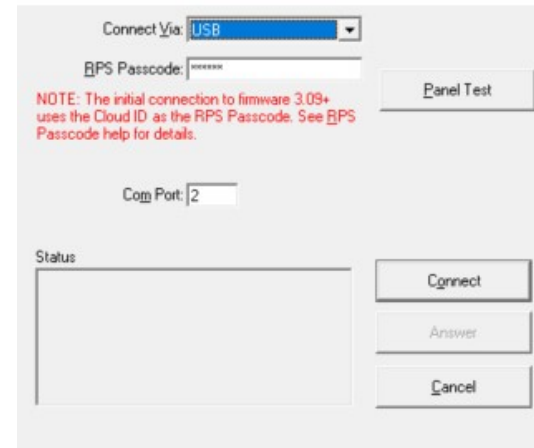 Connect Via: USB
RPS Passcode: ******
Panel Test
NOTE: The initial connection to firmware 3.09+
uses the Cloud ID as the RPS Passcode. See RPS
Passcode help for details.
Com Port: 2
Status
Connect
Answer
Cancel